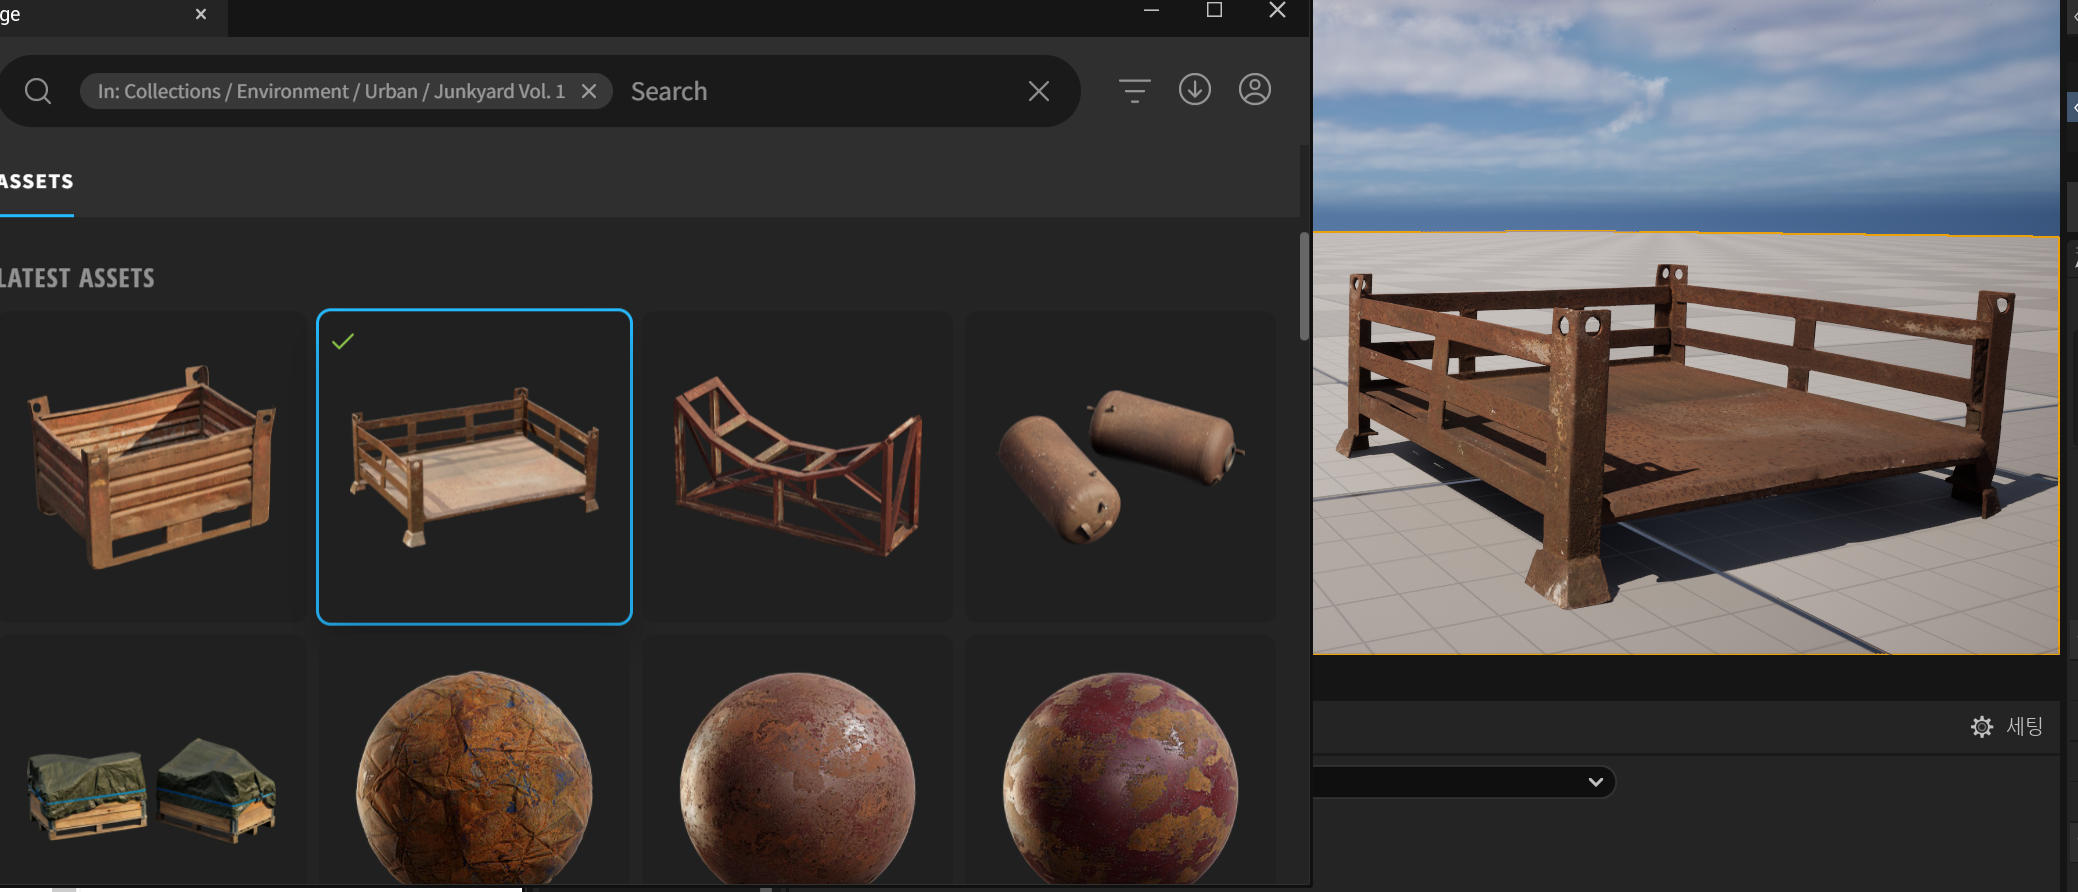 ge
In: Collections / Environment / Urban / Junkyard Vol. 1
Search
ASSETS
LATEST ASSETS
세팅